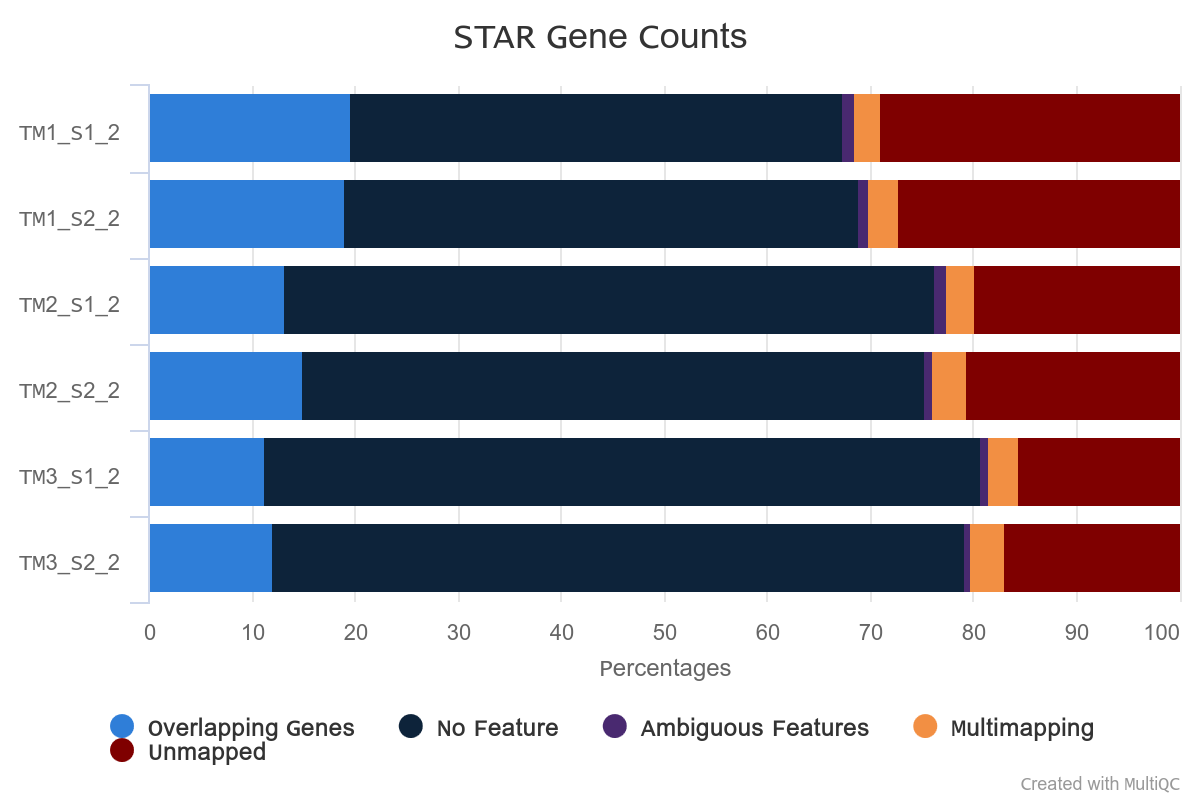 STAR Gene Counts
TM1_S1_2
TM1_S2_2
TM2_S1_2
TM2_S2_2
TM3_S1_2
TM3_S2_2
0 10 20 30 40 50 60 70 80 90 100
Percentages
Overlapping Genes No Feature Ambiguous Features Multimapping
Unmapped
Created with MultiQC